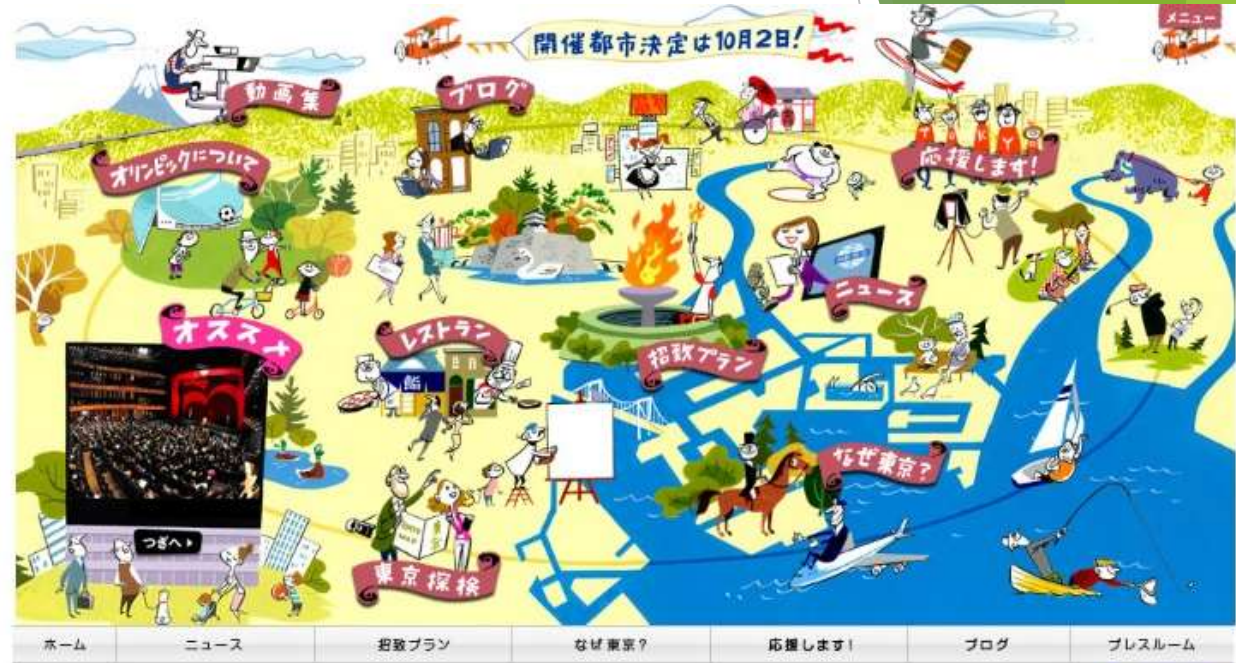 メニュー
開催都市決定は10月2日!
動画集
ブログ
オリンピックについて
応援します!
ニュース
オススメ
レストラン
鮨
招致プラン
なぜ東京?
つぎへ
東京探検
ホーム ニュース 招致プラン なぜ東京? 応援します! ブログ プレスルーム